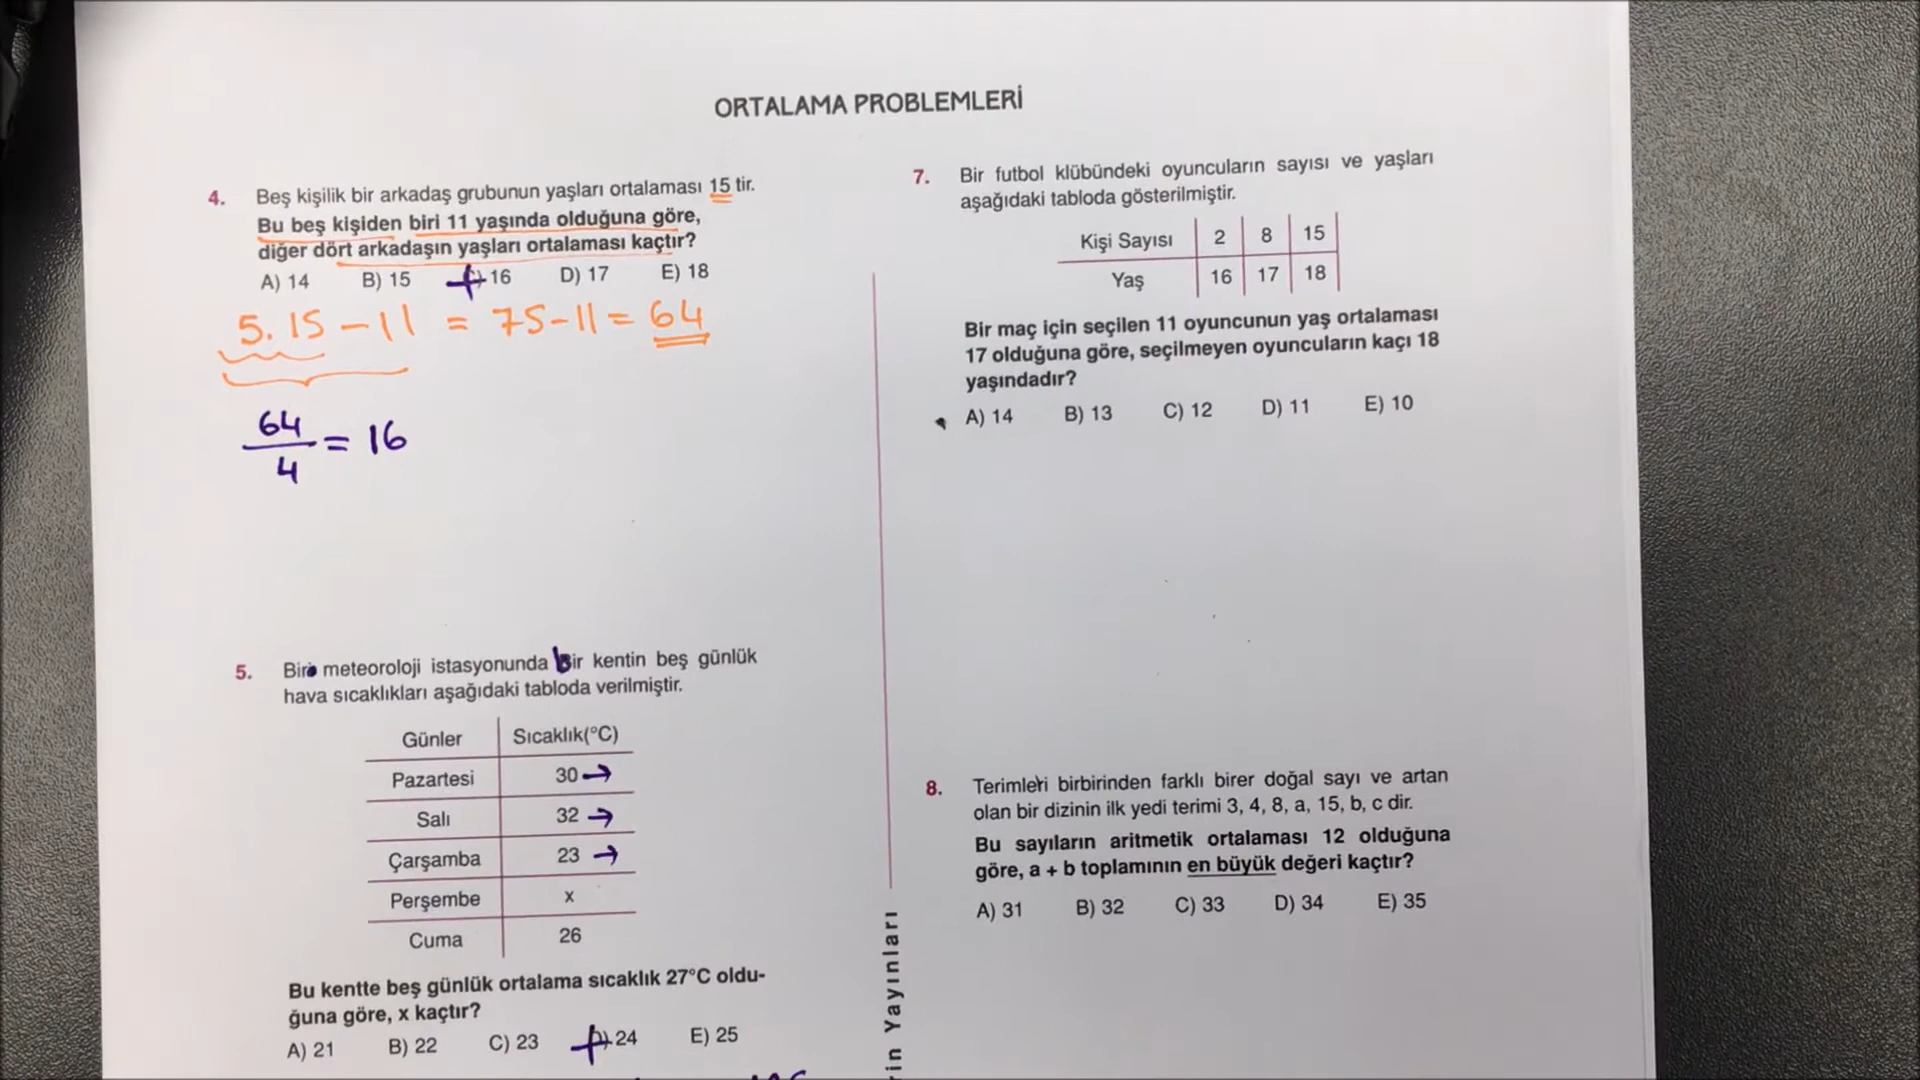 ORTALAMA PROBLEMLERİ
4. Beş kişilik bir arkadaş grubunun yaşları ortalaması 15 tir.
Bu beş kişiden biri 11 yaşında olduğuna göre,
diğer dört arkadaşın yaşları ortalaması kaçtır?
A) 14 B) 15 C) 16 D) 17 E) 18
5. 15 - 11 = 75 - 11 = 64
64
4
= 16
5. Bir meteoroloji istasyonunda bir kentin beş günlük
hava sıcaklıkları aşağıdaki tabloda verilmiştir.
Günler Sıcaklık(°C)
Pazartesi 30 →
Salı 32 →
Çarşamba 23 →
Perşembe x
Cuma 26
Bu kentte beş günlük ortalama sıcaklık 27°C oldu-
ğuna göre, x kaçtır?
A) 21 B) 22 C) 23 D) 24 E) 25
7. Bir futbol klübündeki oyuncuların sayısı ve yaşları
aşağıdaki tabloda gösterilmiştir.
Kişi Sayısı 2 8 15
Yaş 16 17 18
Bir maç için seçilen 11 oyuncunun yaş ortalaması
17 olduğuna göre, seçilmeyen oyuncuların kaçı 18
yaşındadır?
A) 14 B) 13 C) 12 D) 11 E) 10
8. Terimleri birbirinden farklı birer doğal sayı ve artan
olan bir dizinin ilk yedi terimi 3, 4, 8, a, 15, b, c dir.
Bu sayıların aritmetik ortalaması 12 olduğuna
göre, a + b toplamının en büyük değeri kaçtır?
A) 31 B) 32 C) 33 D) 34 E) 35
Yayınları